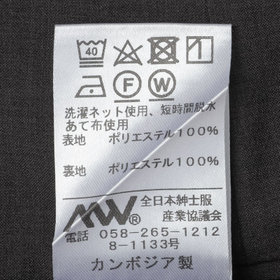 40
F W
洗濯ネット使用、短時間脱水
あて布使用
表地 ポリエステル100%
裏地 ポリエステル100%
全日本紳士服
産業協議会
電話 058-265-1212
8-1133号
カンボジア製